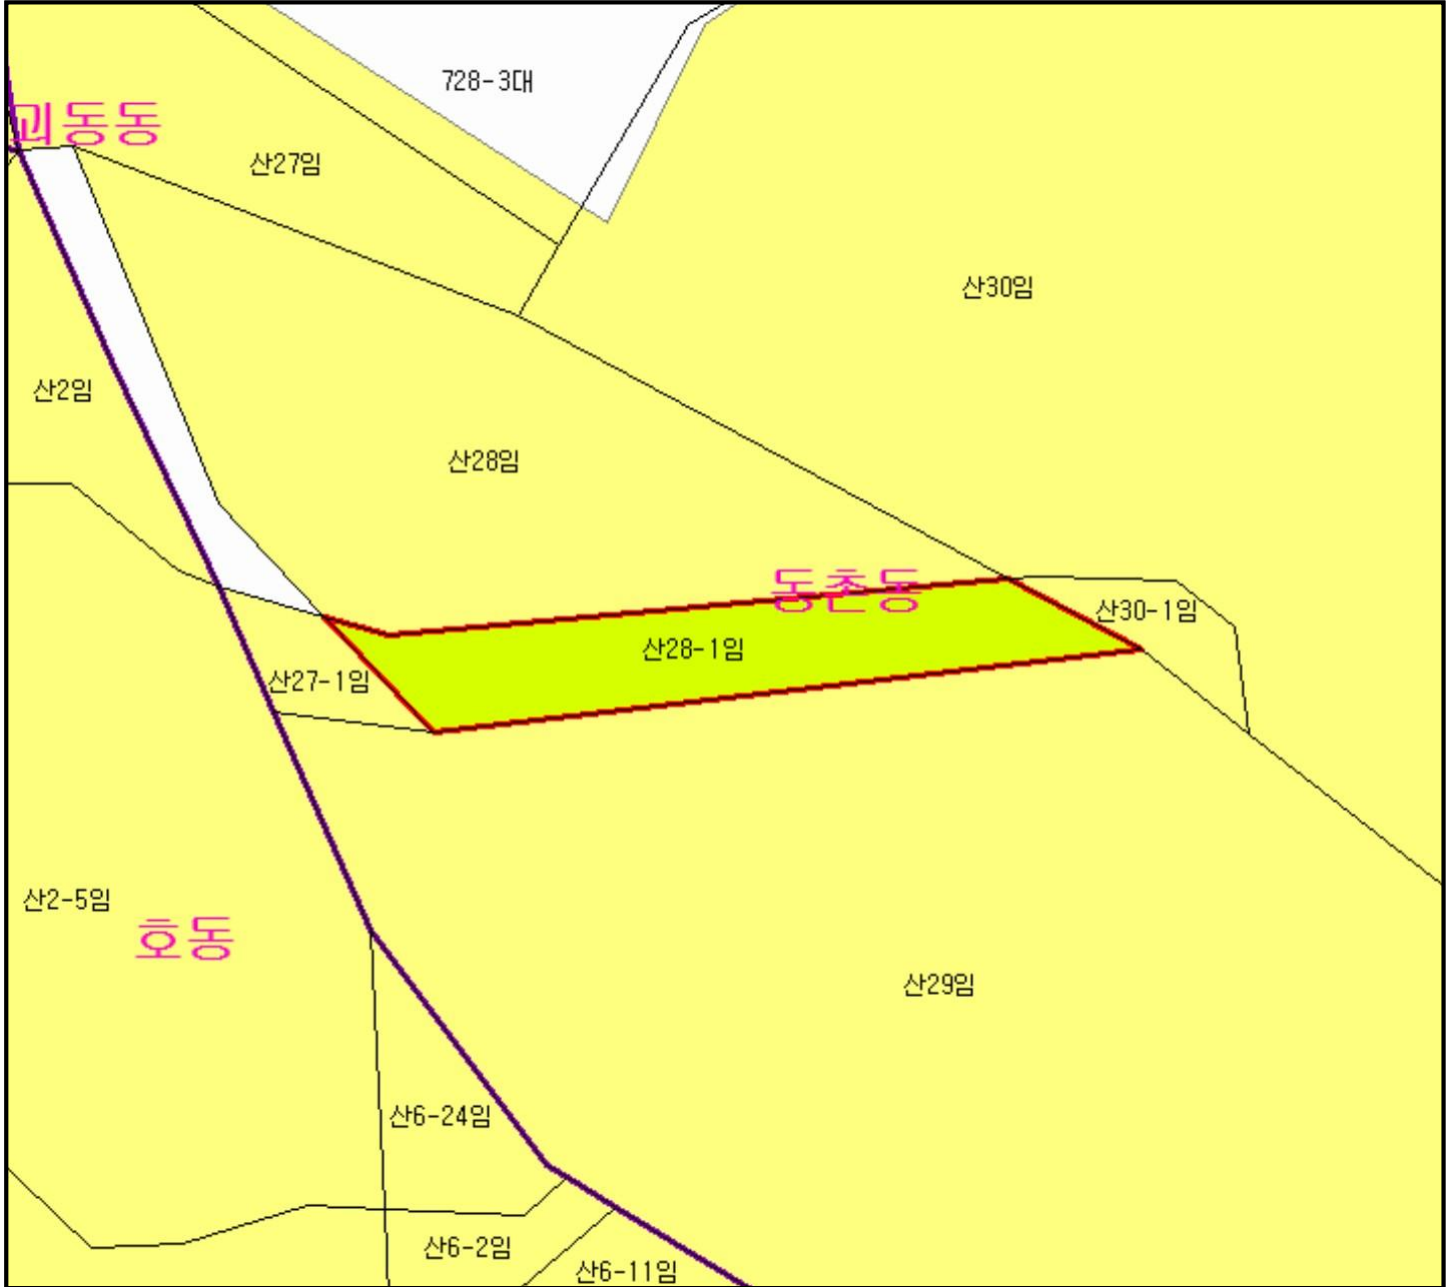 728-3대
괴동동
산27임
산30임
산2임
산28임
동촌동
산30-1임
산28-1임
산27-1임
산2-5임
호동
산29임
산6-24임
산6-2임
산6-11임